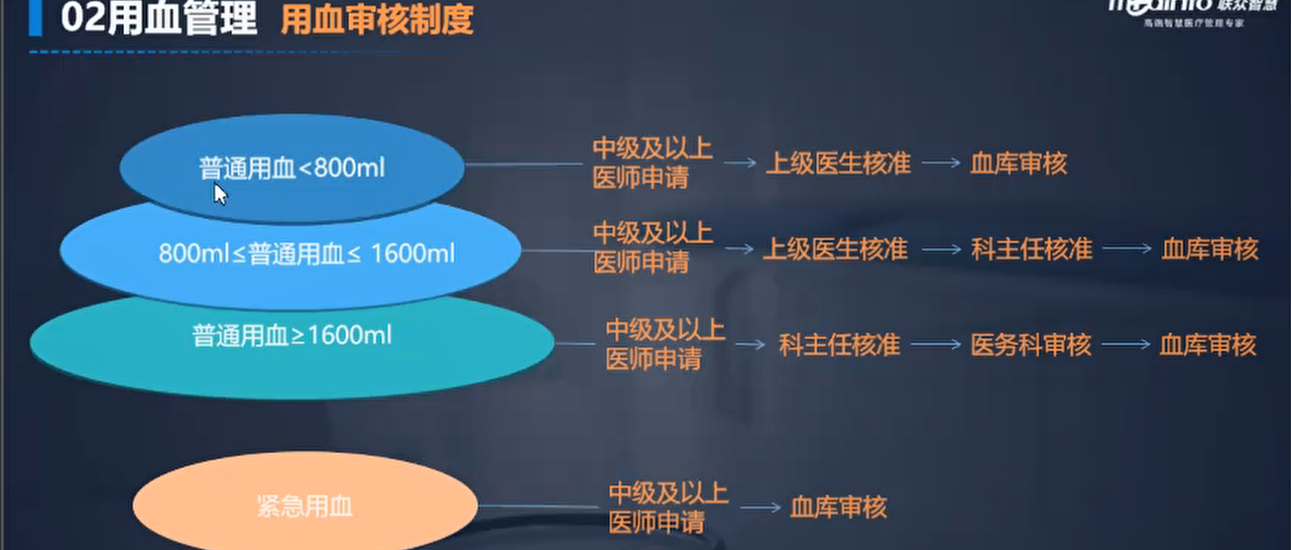 02用血管理 用血审核制度
medinfo 联众智慧
高端智慧医疗管理专家
普通用血<800ml
中级及以上
医师申请
上级医生核准
血库审核
800ml≤普通用血≤ 1600ml
中级及以上
医师申请
上级医生核准
科主任核准
血库审核
普通用血≥1600ml
中级及以上
医师申请
科主任核准
医务科审核
血库审核
紧急用血
中级及以上
医师申请
血库审核